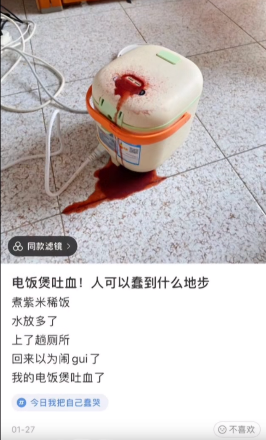 同款滤镜 >
电饭煲吐血！人可以蠢到什么地步
煮紫米稀饭
水放多了
上了趟厕所
回来以为闹gui了
我的电饭煲吐血了
# 今日我把自己蠢哭
01-27
不喜欢